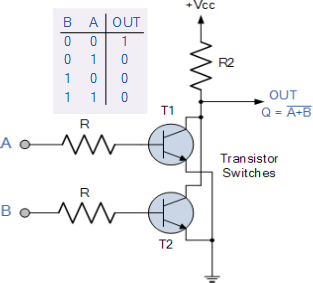 +Vcc
B A OUT
0 0 1
0 1 0
1 0 0
1 1 0
R2
OUT
Q = A̅+̅B̅
T1
R
A
Transistor
Switches
R
B
T2